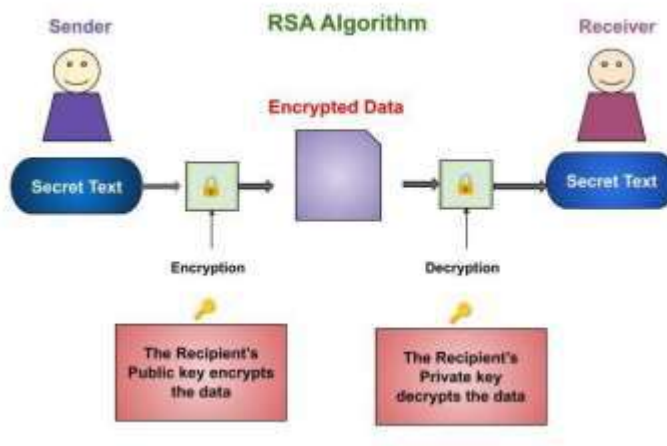 Sender
RSA Algorithm
Receiver
Encrypted Data
Secret Text
Secret Text
Encryption
Decryption
The Recipient's
Public key encrypts
the data
The Recipient's
Private key
decrypts the data